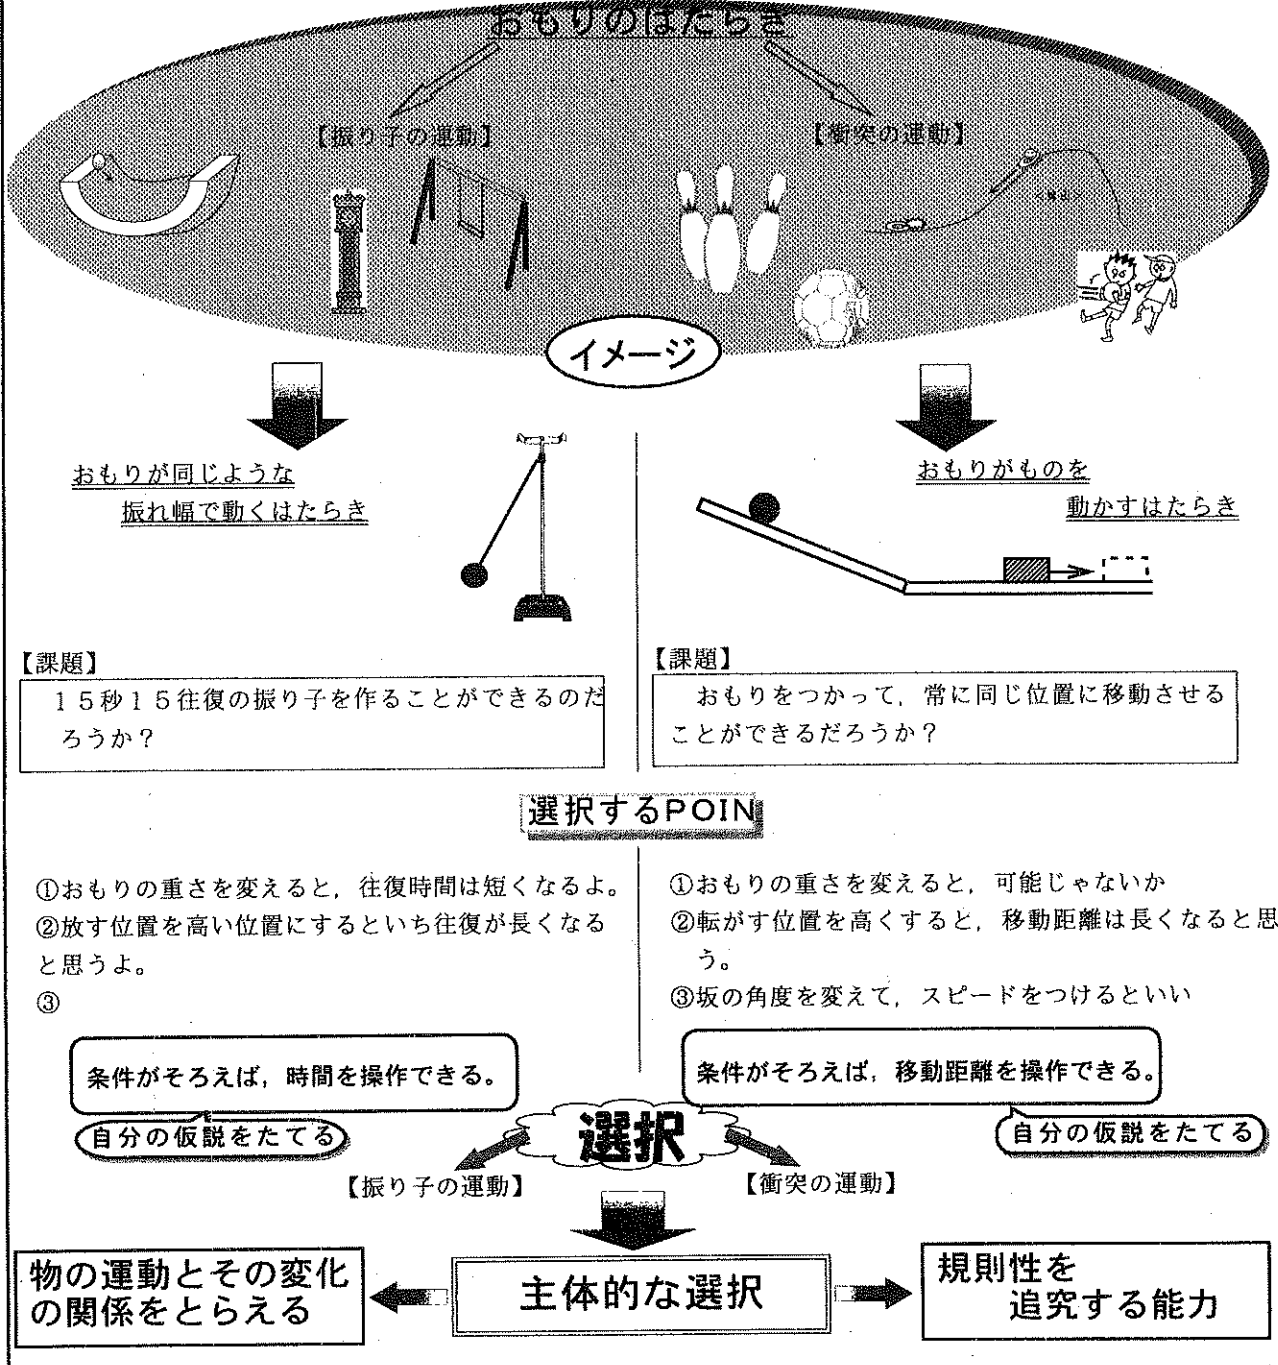 おもりのはたらき
【振り子の運動】
【衝突の運動】
イメージ
おもりが同じような
振れ幅で動くはたらき
おもりがものを
動かすはたらき
【課題】
１５秒１５往復の振り子を作ることができるのだ
ろうか？
【課題】
おもりをつかって，常に同じ位置に移動させる
ことができるだろうか？
選択するPOIN
①おもりの重さを変えると，往復時間は短くなるよ。
②放す位置を高い位置にするといち往復が長くなる
と思うよ。
③
①おもりの重さを変えると，可能じゃないか
②転がす位置を高くすると，移動距離は長くなると思
う。
③坂の角度を変えて，スピードをつけるといい
条件がそろえば，時間を操作できる。
自分の仮説をたてる
条件がそろえば，移動距離を操作できる。
自分の仮説をたてる
選択
【振り子の運動】
【衝突の運動】
物の運動とその変化
の関係をとらえる
主体的な選択
規則性を
追究する能力